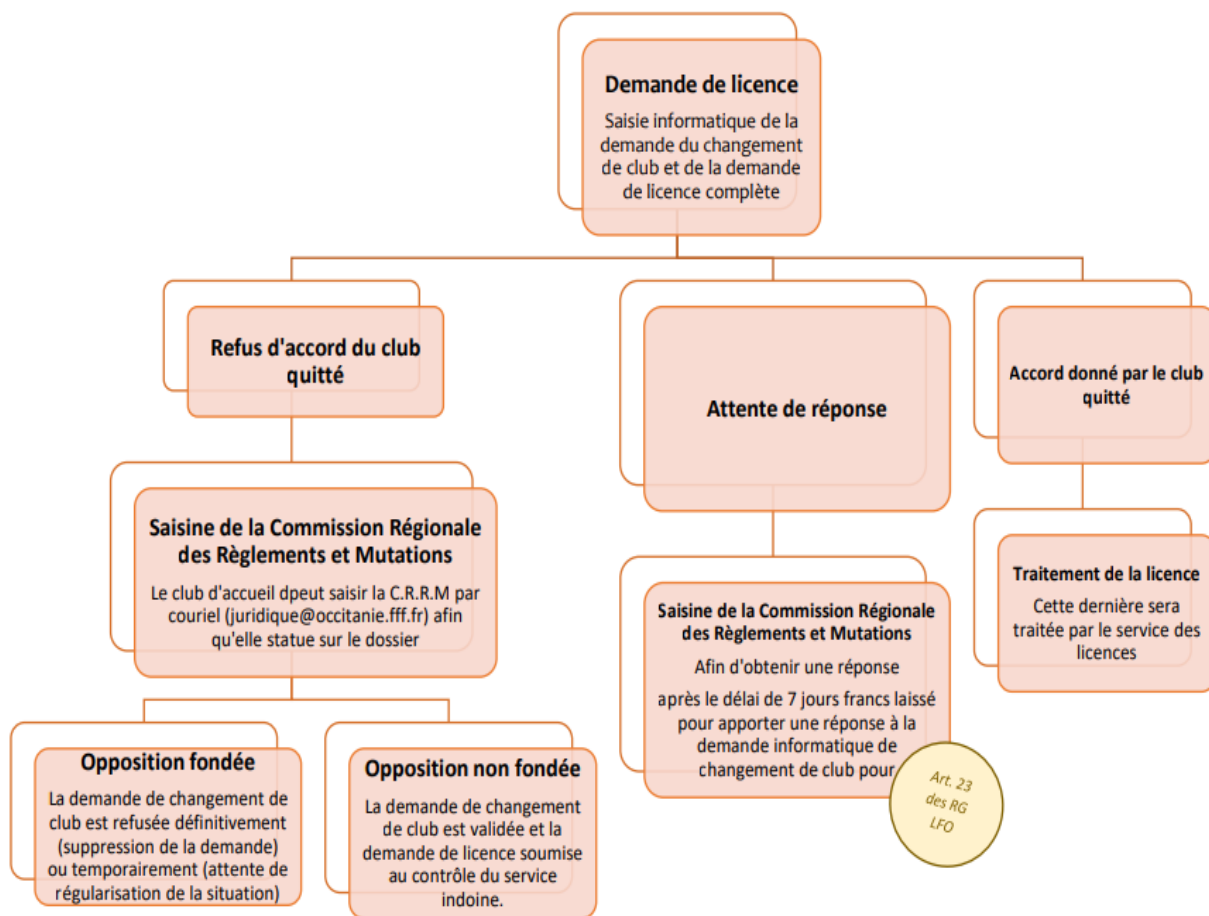 Demande de licence
Saisie informatique de la
demande du changement
de club et de la demande
de licence complète
Refus d'accord du club
quitté
Attente de réponse
Accord donné par le club
quitté
Saisine de la Commission Régionale
des Règlements et Mutations
Le club d'accueil dpeut saisir la C.R.R.M par
couriel (juridique@occitanie.fff.fr) afin
qu'elle statue sur le dossier
Saisine de la Commission Régionale
des Règlements et Mutations
Afin d'obtenir une réponse
après le délai de 7 jours francs laissé
pour apporter une réponse à la
demande informatique de
changement de club pour
Traitement de la licence
Cette dernière sera
traitée par le service des
licences
Opposition fondée
La demande de changement de
club est refusée définitivement
(suppression de la demande)
ou temporairement (attente de
régularisation de la situation)
Opposition non fondée
La demande de changement
de club est validée et la
demande de licence soumise
au contrôle du service
indoine.
Art. 23
des RG
LFO